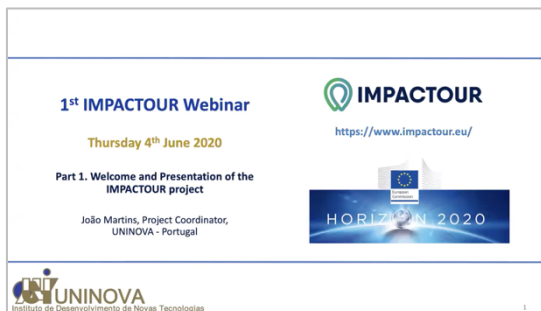 1st IMPACTOUR Webinar
Thursday 4th June 2020
Part 1. Welcome and Presentation of the
IMPACTOUR project
João Martins, Project Coordinator,
UNINOVA - Portugal
IMPACTOUR
https://www.impactour.eu/
European
Commission
HORIZON 2020
UNINOVA
Instituto de Desenvolvimento de Novas Tecnologias
1